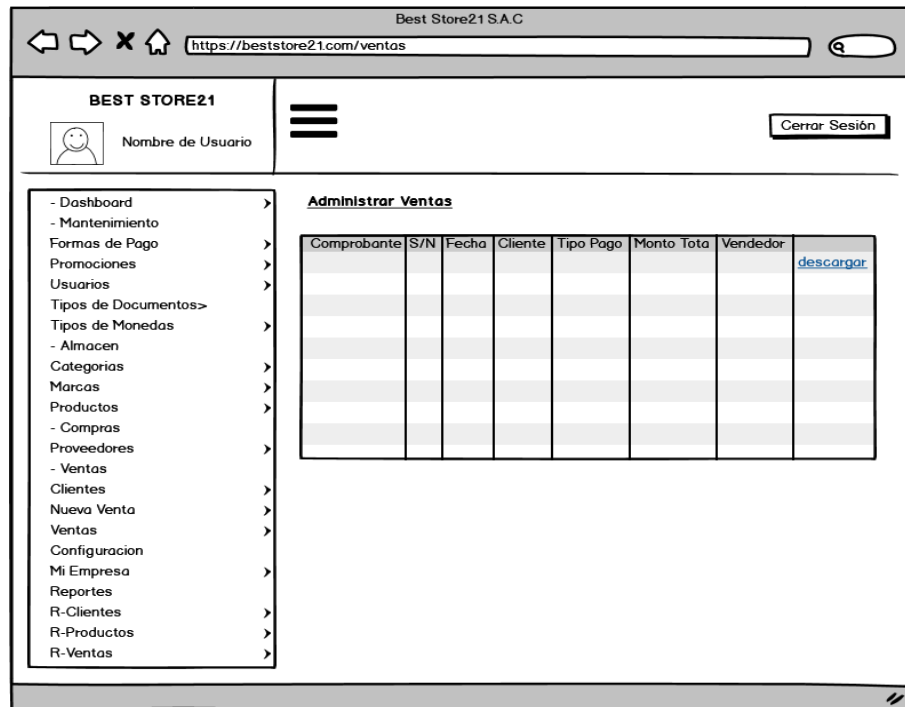 Best Store21 S.A.C
https://beststore21.com/ventas
BEST STORE21
Nombre de Usuario
Cerrar Sesión
- Dashboard
- Mantenimiento
Formas de Pago
Promociones
Usuarios
Tipos de Documentos>
Tipos de Monedas
- Almacen
Categorias
Marcas
Productos
- Compras
Proveedores
- Ventas
Clientes
Nueva Venta
Ventas
Configuracion
Mi Empresa
Reportes
R-Clientes
R-Productos
R-Ventas
Administrar Ventas
Comprobante S/N Fecha Cliente Tipo Pago Monto Tota Vendedor
descargar